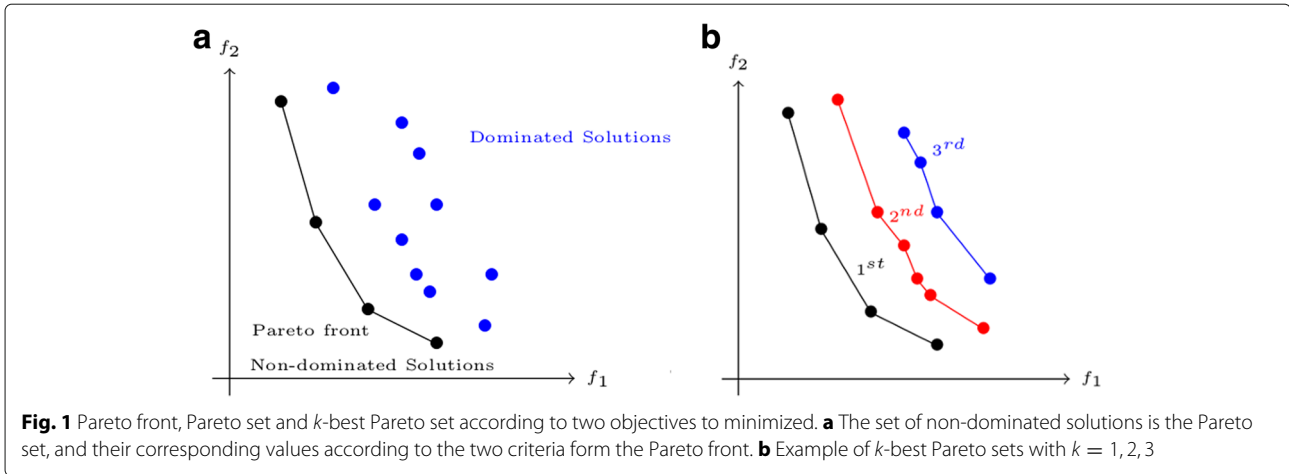 a
f₂
Dominated Solutions
Pareto front
Non-dominated Solutions
f₁
b
f₂
3ʳᵈ
2ⁿᵈ
1ˢᵗ
f₁
Fig. 1 Pareto front, Pareto set and k-best Pareto set according to two objectives to minimized. a The set of non-dominated solutions is the Pareto
set, and their corresponding values according to the two criteria form the Pareto front. b Example of k-best Pareto sets with k = 1, 2, 3